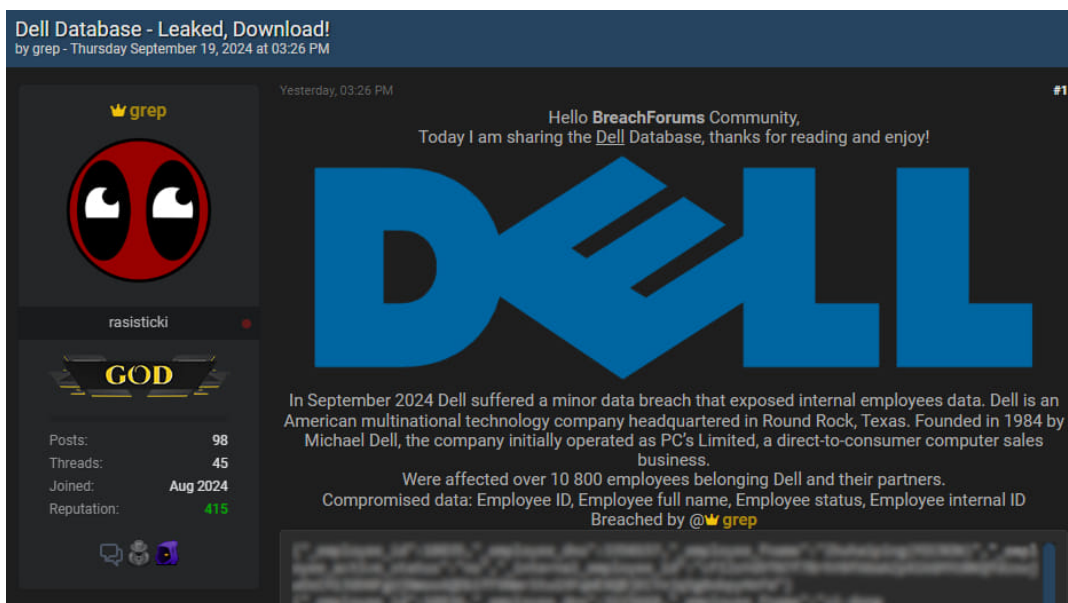 Dell Database - Leaked, Download!
by grep - Thursday September 19, 2024 at 03:26 PM
grep
rasisticki
GOD
Posts: 98
Threads: 45
Joined: Aug 2024
Reputation: 415
Yesterday, 03:26 PM #1
Hello BreachForums Community,
Today I am sharing the Dell Database, thanks for reading and enjoy!
DELL
In September 2024 Dell suffered a minor data breach that exposed internal employees data. Dell is an
American multinational technology company headquartered in Round Rock, Texas. Founded in 1984 by
Michael Dell, the company initially operated as PC's Limited, a direct-to-consumer computer sales
business.
Were affected over 10 800 employees belonging Dell and their partners.
Compromised data: Employee ID, Employee full name, Employee status, Employee internal ID
Breached by @ grep